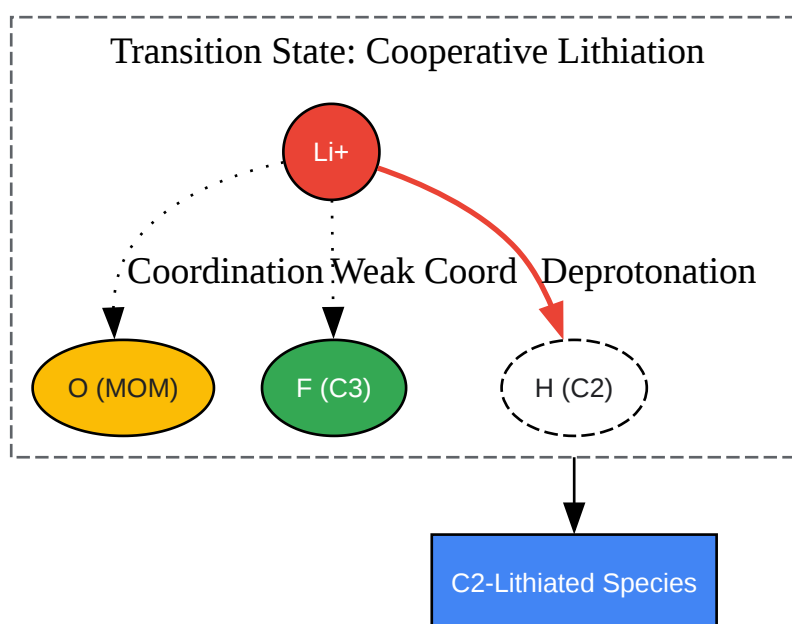 Transition State: Cooperative Lithiation
Li+
Coordination
Weak Coord
Deprotonation
O (MOM)
F (C3)
H (C2)
C2-Lithiated Species